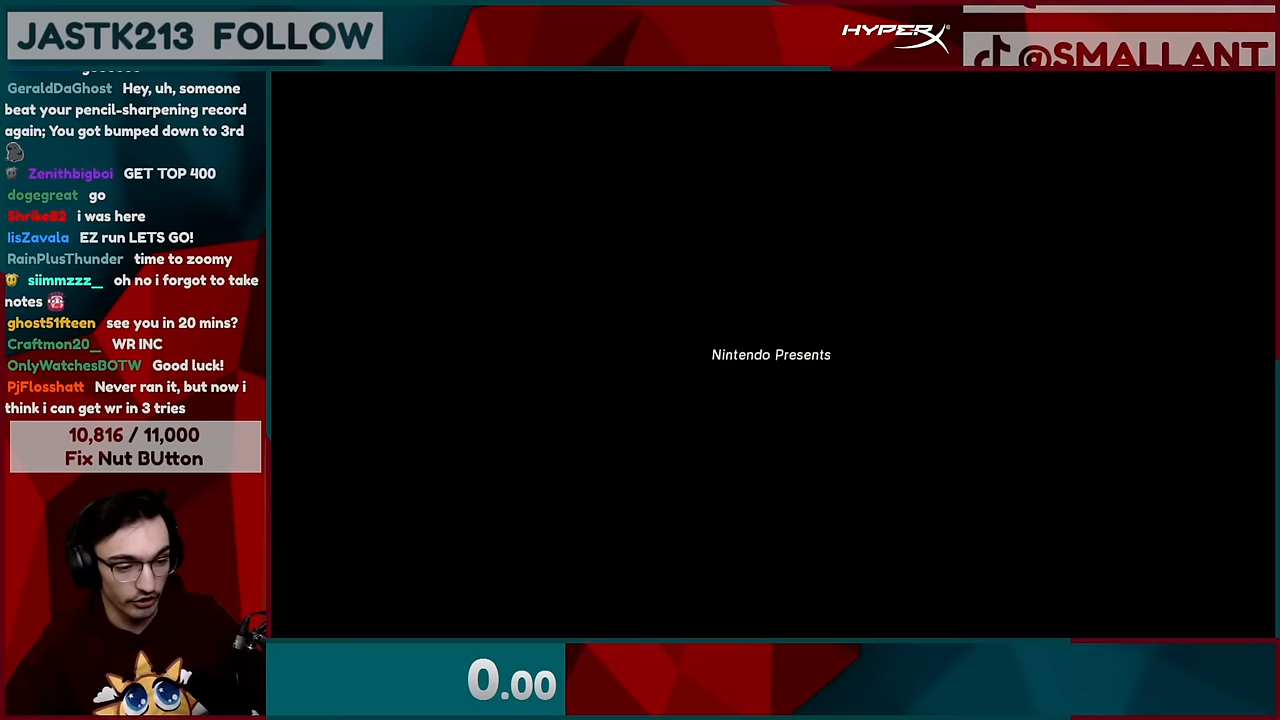 JASTK213 FOLLOW
HYPERX
@SMALLANT
GeraldDaGhost Hey, uh, someone
beat your pencil-sharpening record
again; You got bumped down to 3rd
Zenithbigboi GET TOP 400
dogegreat go
Shrike82 i was here
IisZavala EZ run LETS GO!
RainPlusThunder time to zoomy
siimmzzz__ oh no i forgot to take
notes
ghost51fteen see you in 20 mins?
Craftmon20_ WR INC
OnlyWatchesBOTW Good luck!
PjFlosshatt Never ran it, but now i
think i can get wr in 3 tries
10,816 / 11,000
Fix Nut BUtton
Nintendo Presents
0.00